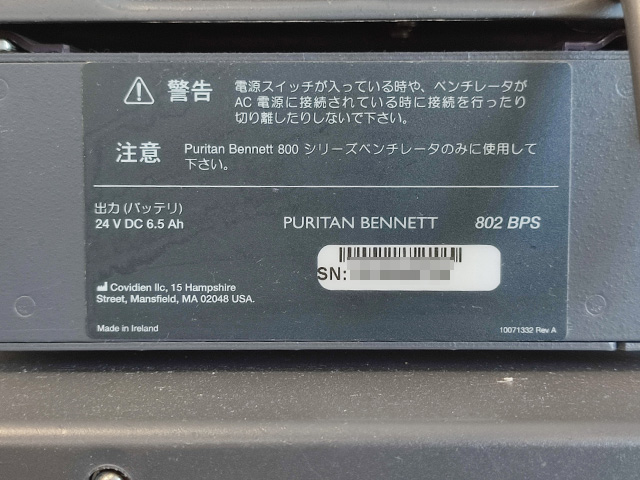 警告 電源スイッチが入っている時や、ベンチレータが
AC 電源に接続されている時に接続を行ったり
切り離したりしないで下さい。
注意 Puritan Bennett 800 シリーズベンチレータのみに使用して
下さい。
出力 (バッテリ)
24 V DC 6.5 Ah
PURITAN BENNETT 802 BPS
SN:
Covidien llc, 15 Hampshire
Street, Mansfield, MA 02048 USA.
Made in Ireland
10071332 Rev A